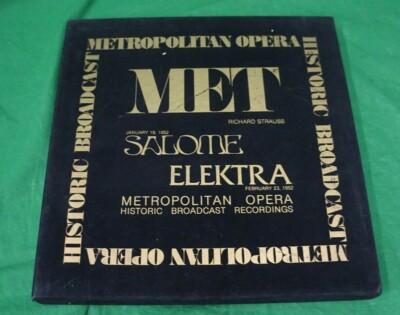 METROPOLITAN OPERA
HISTORIC BROADCAST
MET
RICHARD STRAUSS
JANUARY 19, 1952
SALOME
ELEKTRA
FEBRUARY 23, 1952
METROPOLITAN OPERA
HISTORIC BROADCAST RECORDINGS
HISTORIC BROADCAST
METROPOLITAN OPERA